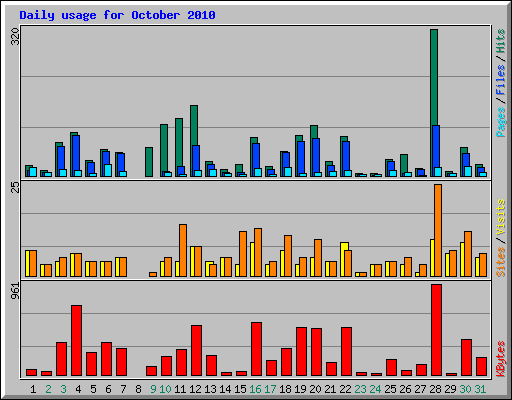 Daily usage for October 2010
320
Pages / Files / Hits
25
Sites / Visits
961
KBytes
1 2 3 4 5 6 7 8 9 10 11 12 13 14 15 16 17 18 19 20 21 22 23 24 25 26 27 28 29 30 31